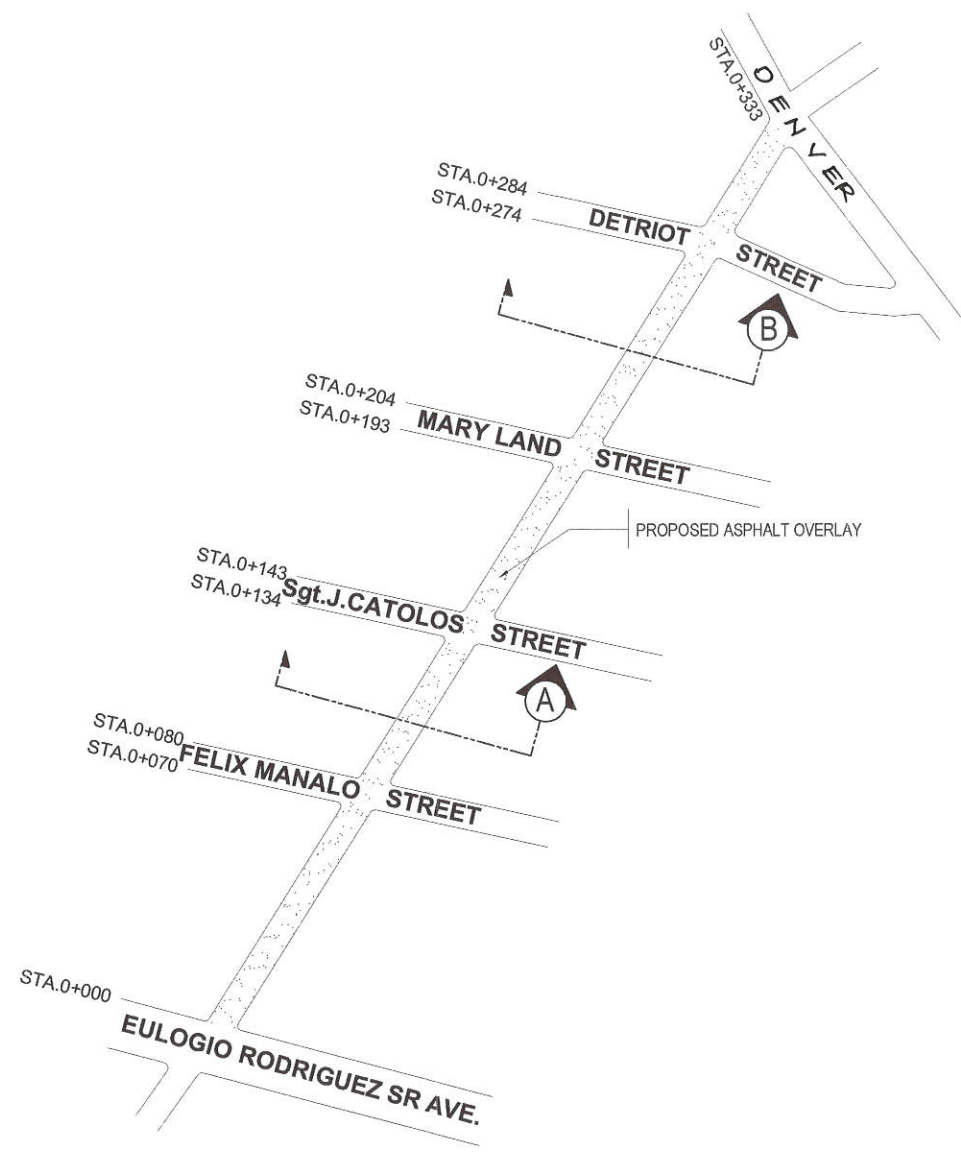 STA.0+333
DENVER
STA.0+284
STA.0+274
DETRIOT STREET
B
STA.0+204
STA.0+193
MARY LAND STREET
PROPOSED ASPHALT OVERLAY
STA.0+143
STA.0+134
Sgt.J.CATOLOS STREET
A
STA.0+080
STA.0+070
FELIX MANALO STREET
STA.0+000
EULOGIO RODRIGUEZ SR AVE.